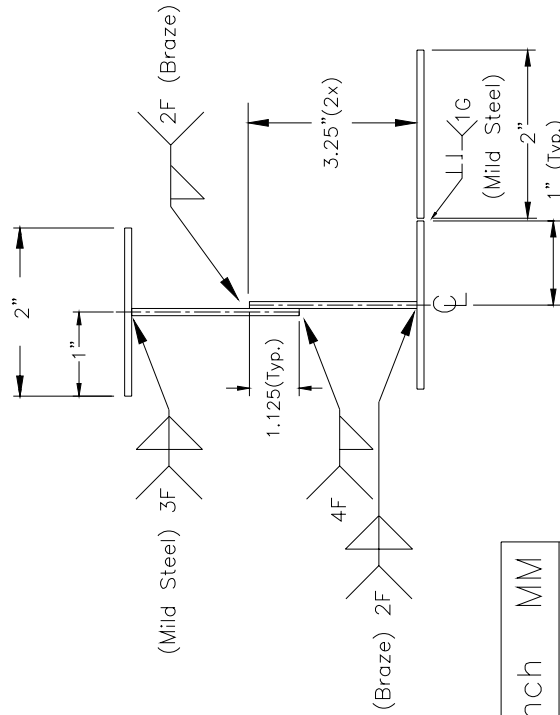 2"
1"
2F (Braze)
3.25"(2x)
1.125(Typ.)
3F
(Mild Steel)
4F
2F
(Braze)
1G
(Mild Steel)
2"
1" (Typ.)
CL
MM